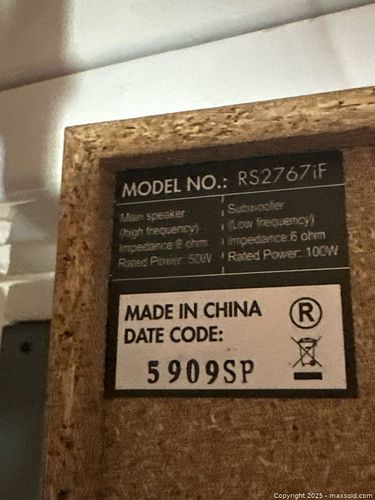 MODEL NO.: RS2767iF
Main speaker
(high frequency)
Impedance:8 ohm
Rated Power: 50W
Subwoofer
(Low frequency)
Impedance:6 ohm
Rated Power: 100W
MADE IN CHINA
DATE CODE:
5909SP
R
Copyright 2025 - maxsold.com